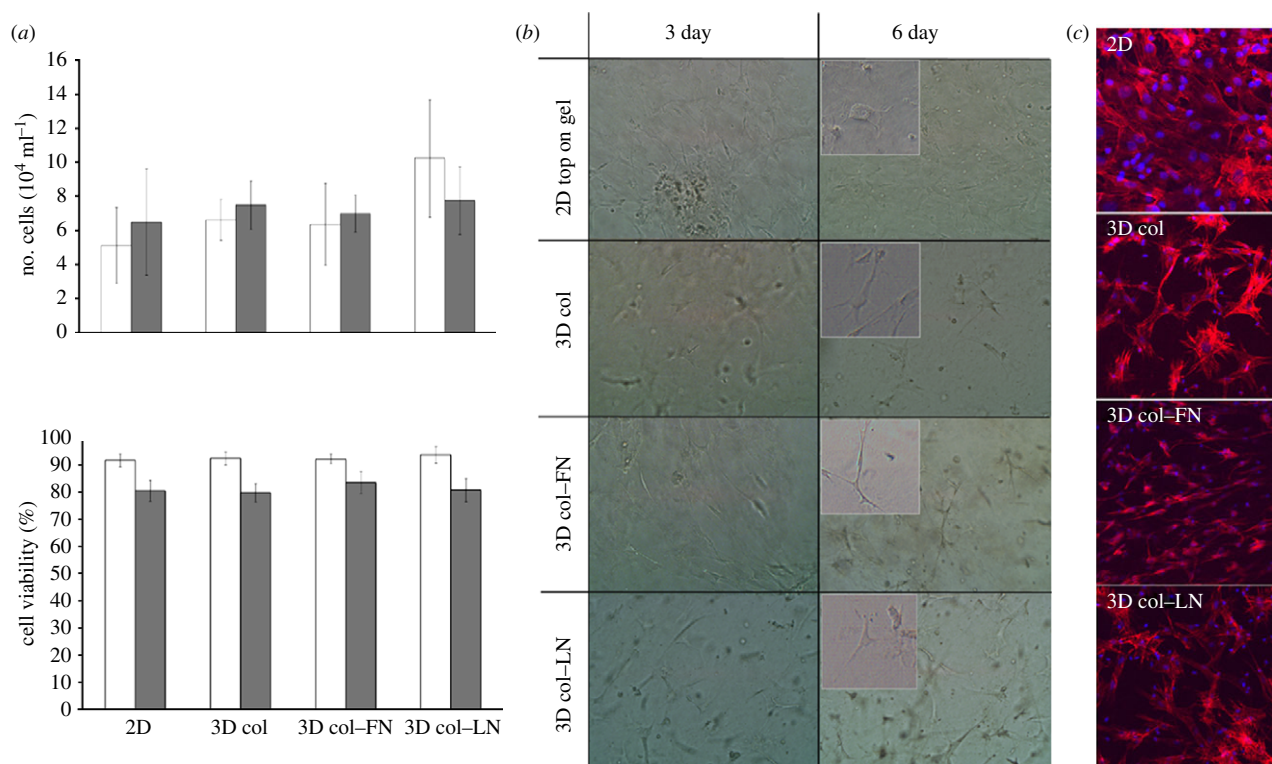 (a)
16
14
12
10
8
6
4
2
0
no. cells (10⁴ ml⁻¹)
100
90
80
70
60
50
40
30
20
10
0
cell viability (%)
2D 3D col 3D col–FN 3D col–LN
(b)
3 day 6 day
2D top on gel
3D col
3D col–FN
3D col–LN
(c)
2D
3D col
3D col–FN
3D col–LN